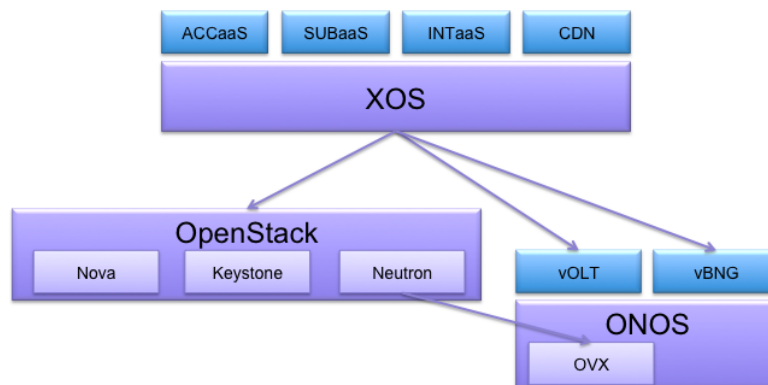 ACCaaS SUBaaS INTaaS CDN
XOS
OpenStack
Nova Keystone Neutron
vOLT vBNG
ONOS
OVX